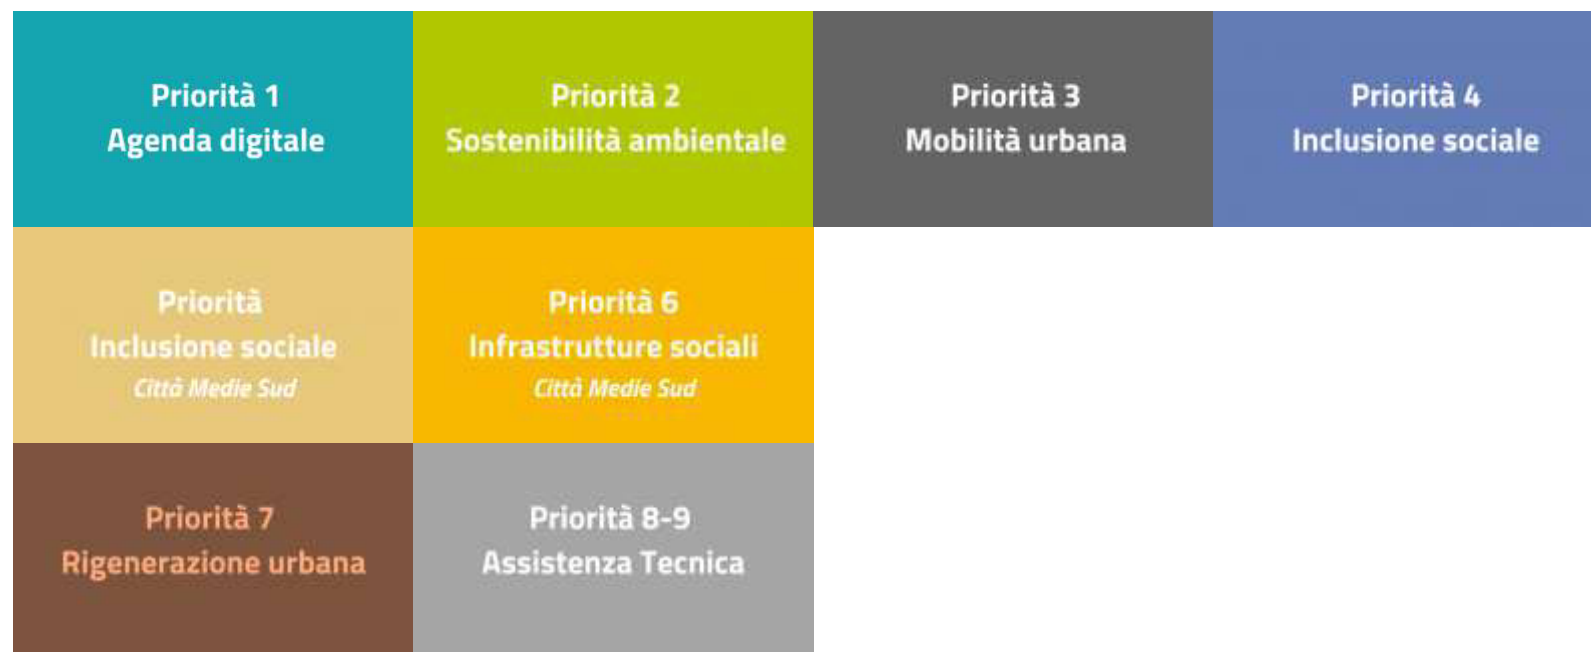 Priorità 1
Agenda digitale
Priorità 2
Sostenibilità ambientale
Priorità 3
Mobilità urbana
Priorità 4
Inclusione sociale
Priorità
Inclusione sociale
Città Medie Sud
Priorità 6
Infrastrutture sociali
Città Medie Sud
Priorità 7
Rigenerazione urbana
Priorità 8-9
Assistenza Tecnica